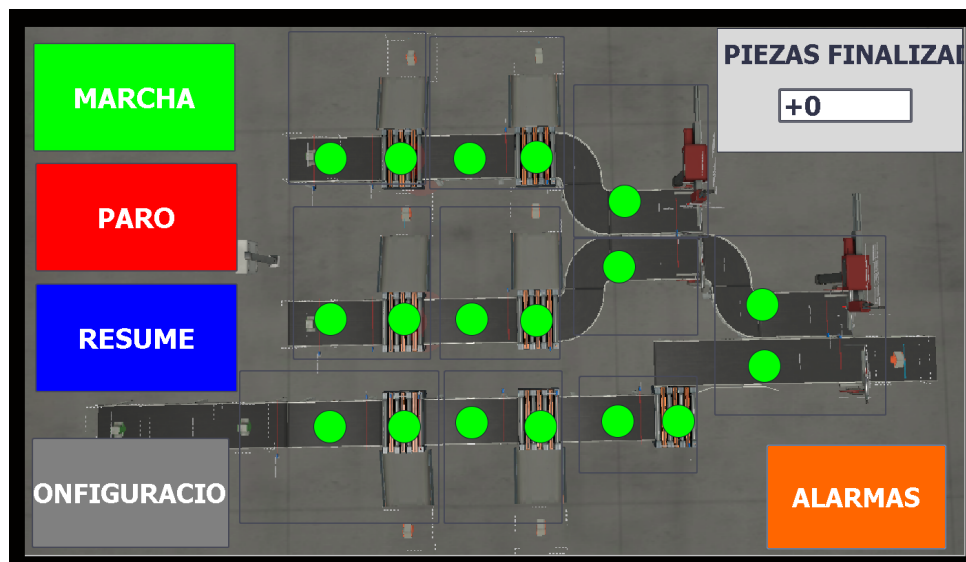 MARCHA
PIEZAS FINALIZAD
+0
PARO
RESUME
ONFIGURACIO
ALARMAS